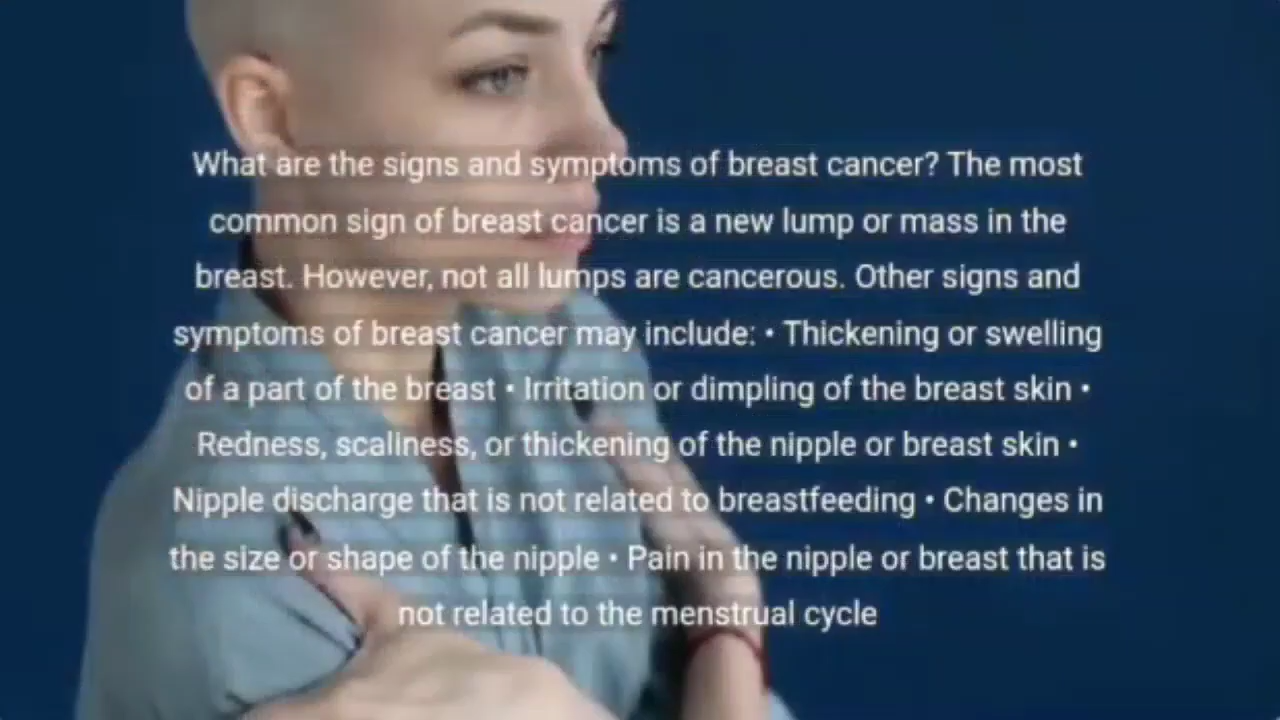 What are the signs and symptoms of breast cancer? The most
common sign of breast cancer is a new lump or mass in the
breast. However, not all lumps are cancerous. Other signs and
symptoms of breast cancer may include: • Thickening or swelling
of a part of the breast • Irritation or dimpling of the breast skin •
Redness, scaliness, or thickening of the nipple or breast skin •
Nipple discharge that is not related to breastfeeding • Changes in
the size or shape of the nipple • Pain in the nipple or breast that is
not related to the menstrual cycle